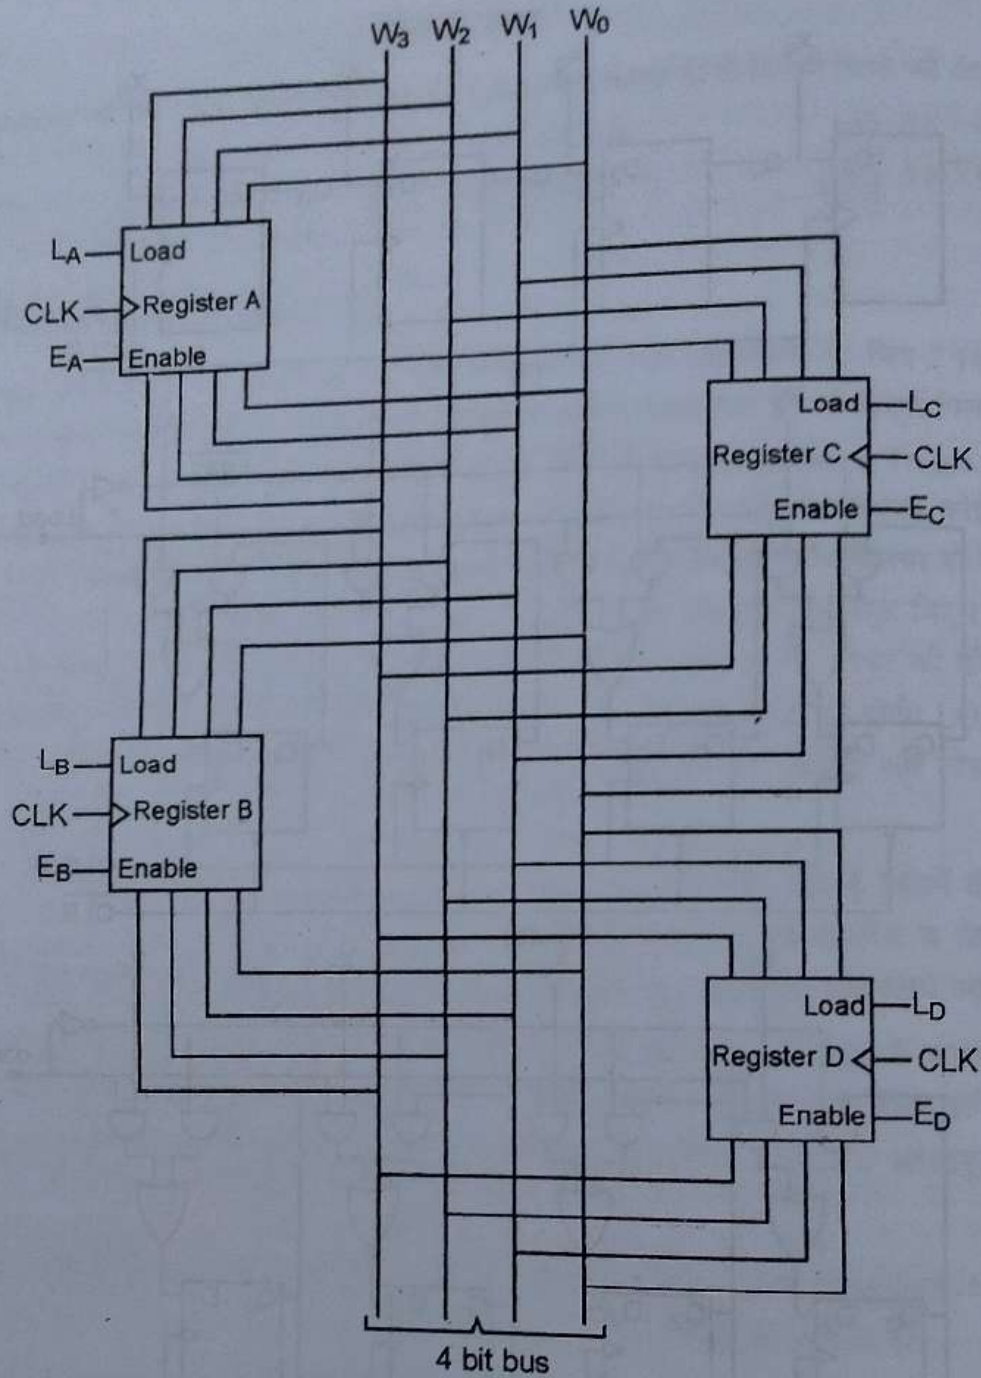 W3 W2 W1 W0
LA Load
CLK Register A
EA Enable
Load LC
Register C CLK
Enable EC
LB Load
CLK Register B
EB Enable
Load LD
Register D CLK
Enable ED
4 bit bus